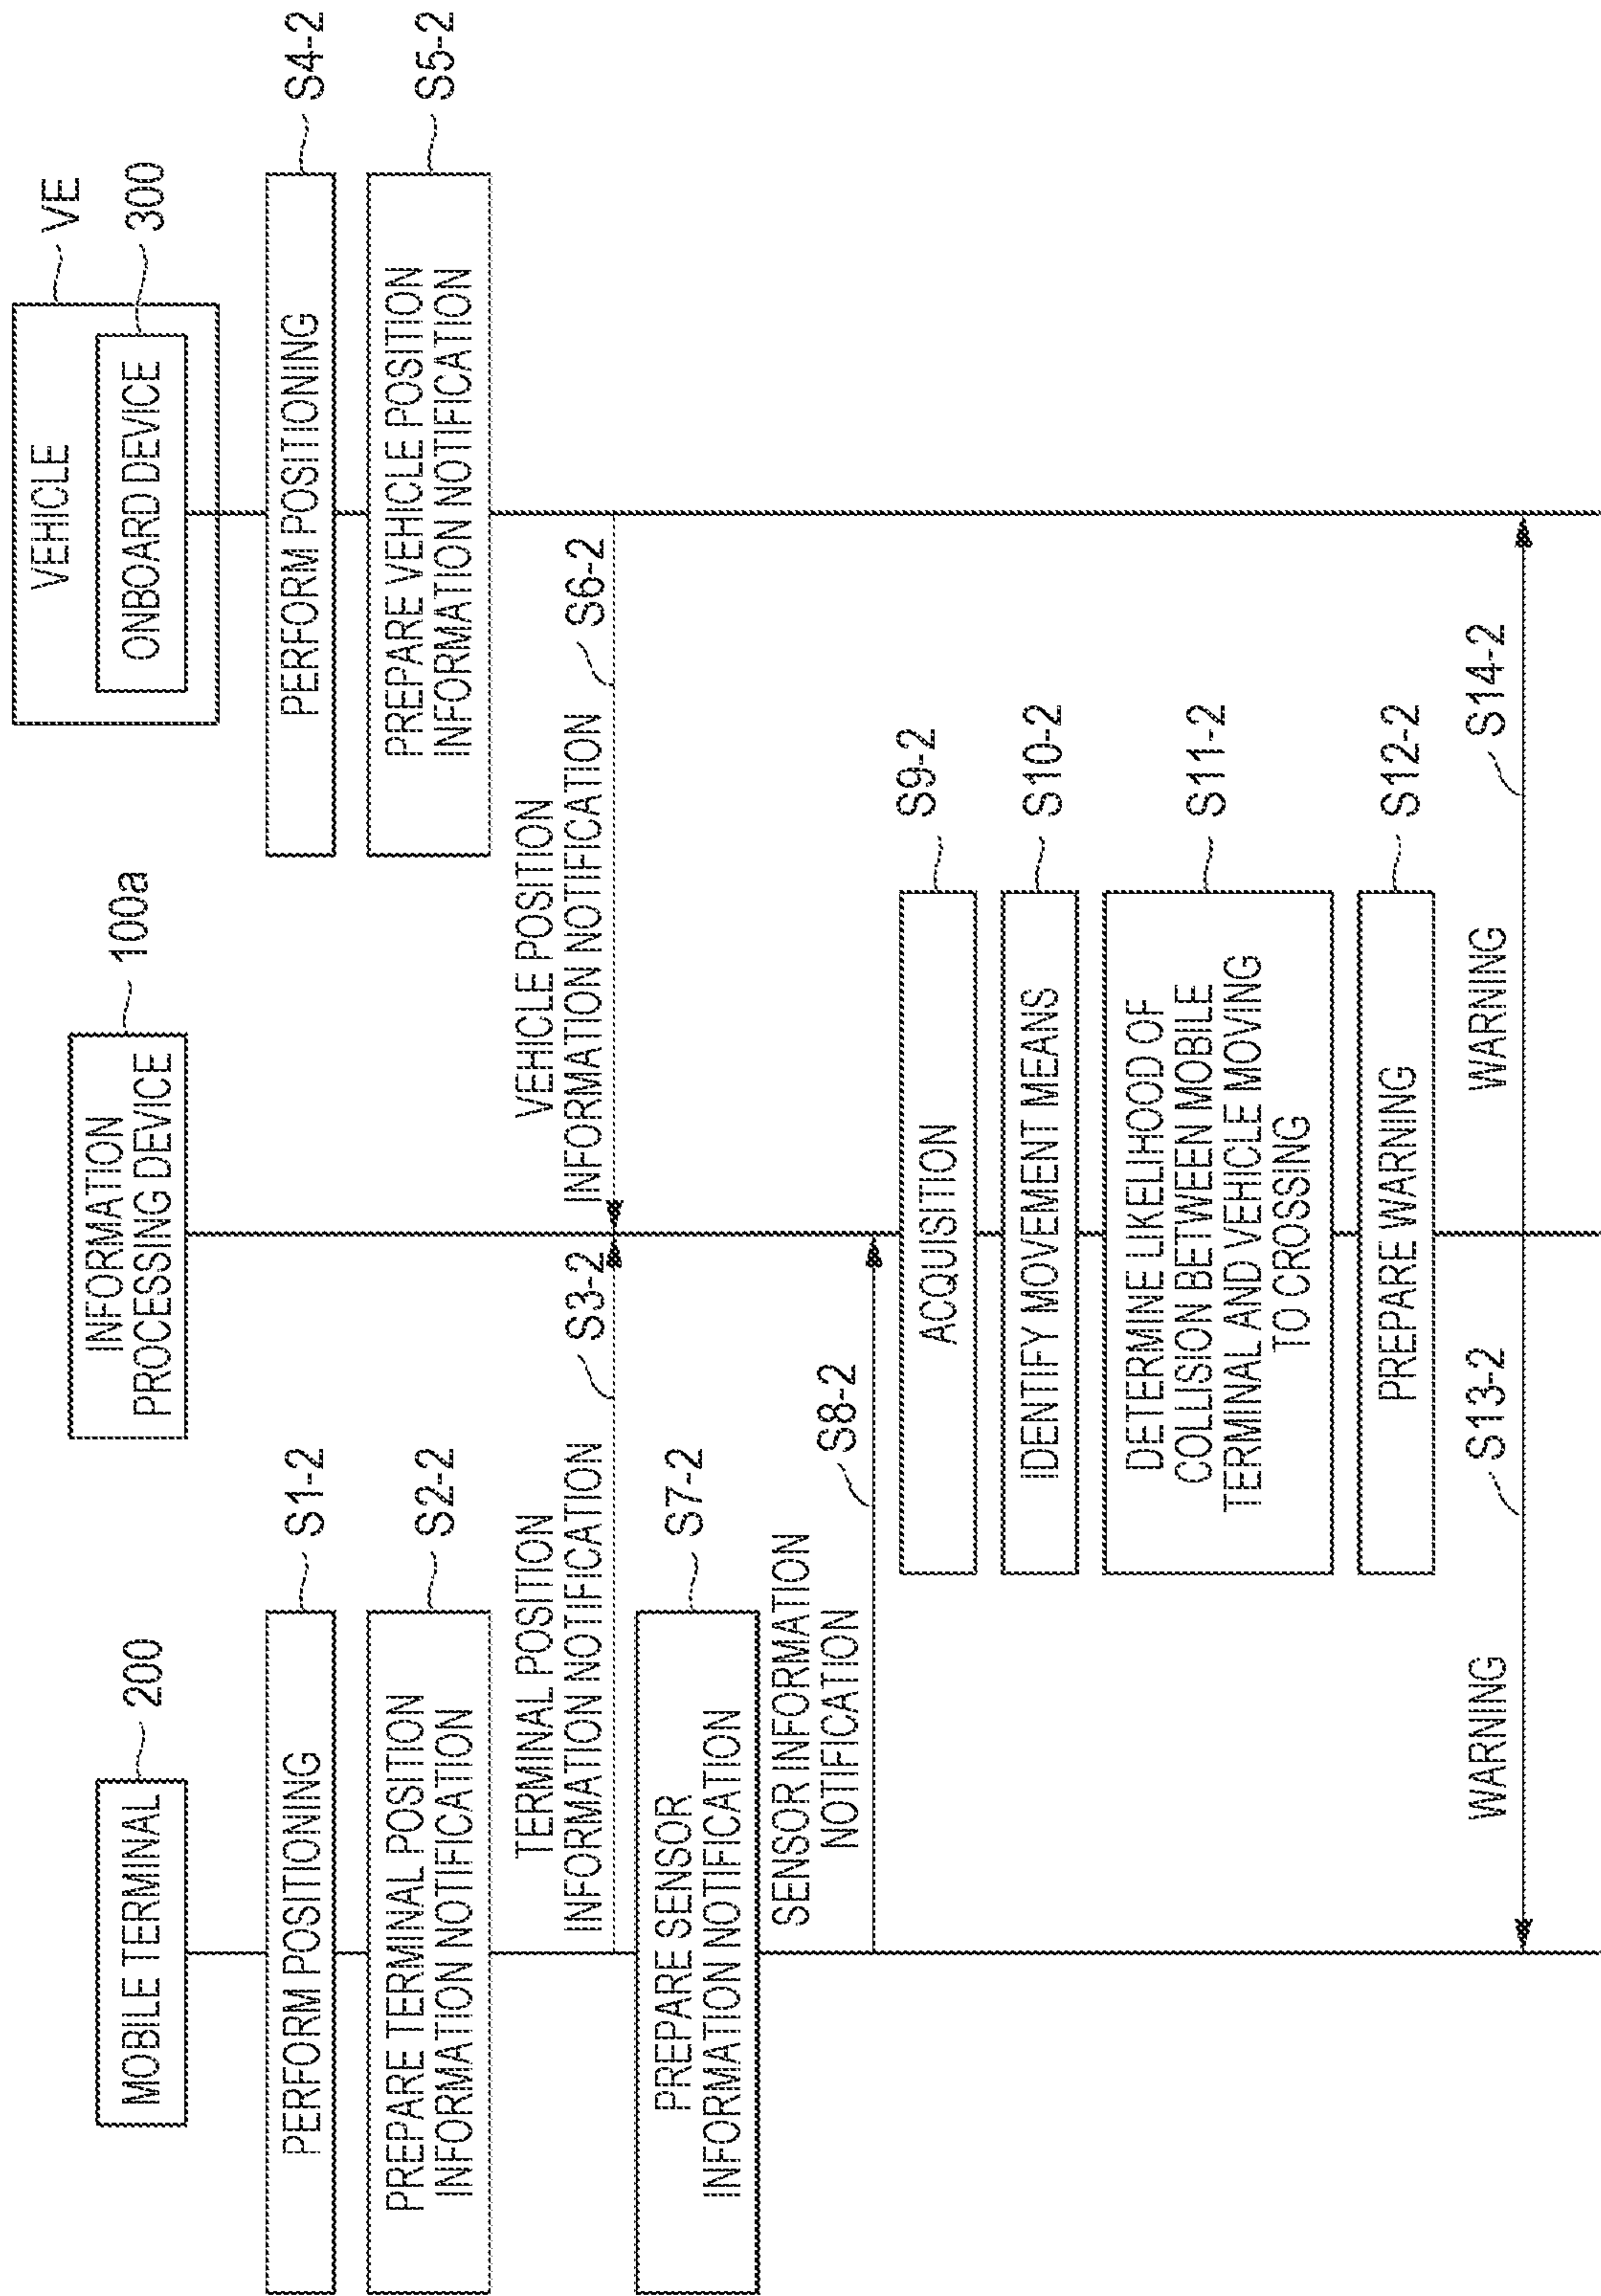 MOBILE TERMINAL
200
INFORMATION
PROCESSING DEVICE
100a
VEHICLE
VE
ONBOARD DEVICE
300
PERFORM POSITIONING
S1-2
PERFORM POSITIONING
S4-2
PREPARE TERMINAL POSITION
INFORMATION NOTIFICATION
S2-2
PREPARE VEHICLE POSITION
INFORMATION NOTIFICATION
S5-2
TERMINAL POSITION
INFORMATION NOTIFICATION
S3-2
VEHICLE POSITION
INFORMATION NOTIFICATION
S6-2
PREPARE SENSOR
INFORMATION NOTIFICATION
S7-2
SENSOR INFORMATION
NOTIFICATION
S8-2
ACQUISITION
S9-2
IDENTIFY MOVEMENT MEANS
S10-2
DETERMINE LIKELIHOOD OF
COLLISION BETWEEN MOBILE
TERMINAL AND VEHICLE MOVING
TO CROSSING
S11-2
PREPARE WARNING
S12-2
WARNING
S13-2
WARNING
S14-2